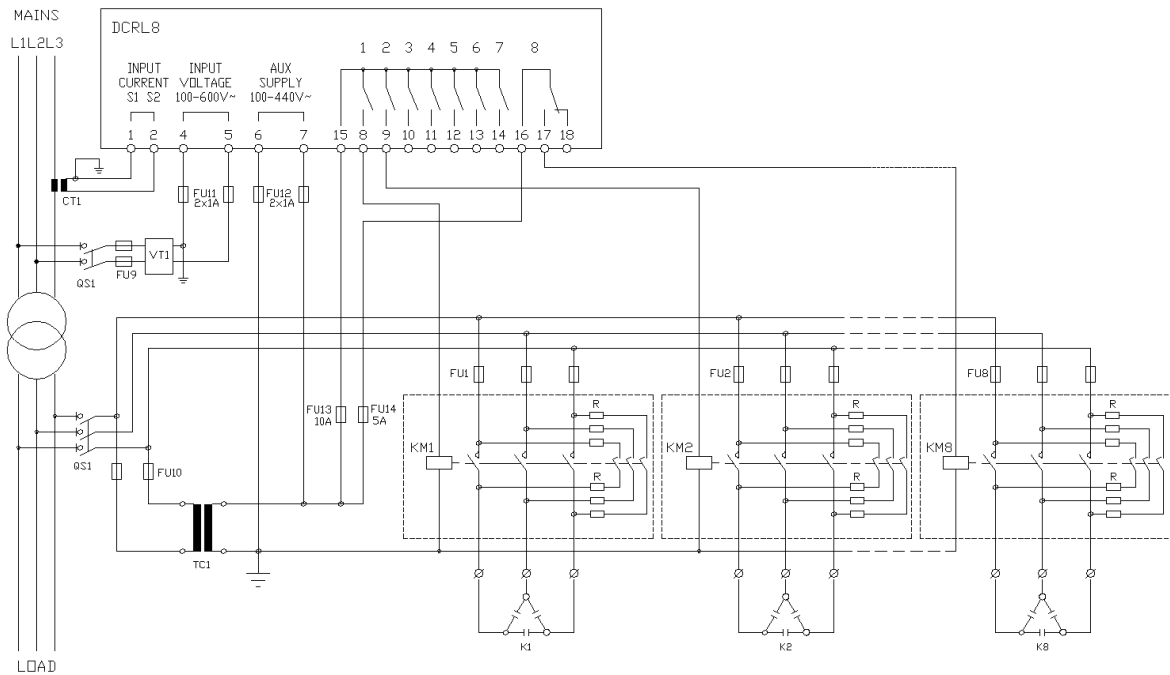 MAINS
L1L2L3
DCRL8
1 2 3 4 5 6 7 8
INPUT CURRENT
S1 S2
INPUT VOLTAGE
100-600V~
AUX SUPPLY
100-440V~
1 2 4 5 6 7 15 8 9 10 11 12 13 14 16 17 18
CT1
FU11
2x1A
FU12
2x1A
QS1
FU9
VT1
FU1
FU2
FU8
FU13
10A
FU14
5A
R
R
R
KM1
KM2
KM8
QS1
FU10
R
R
R
TC1
K1
K2
K8
LOAD